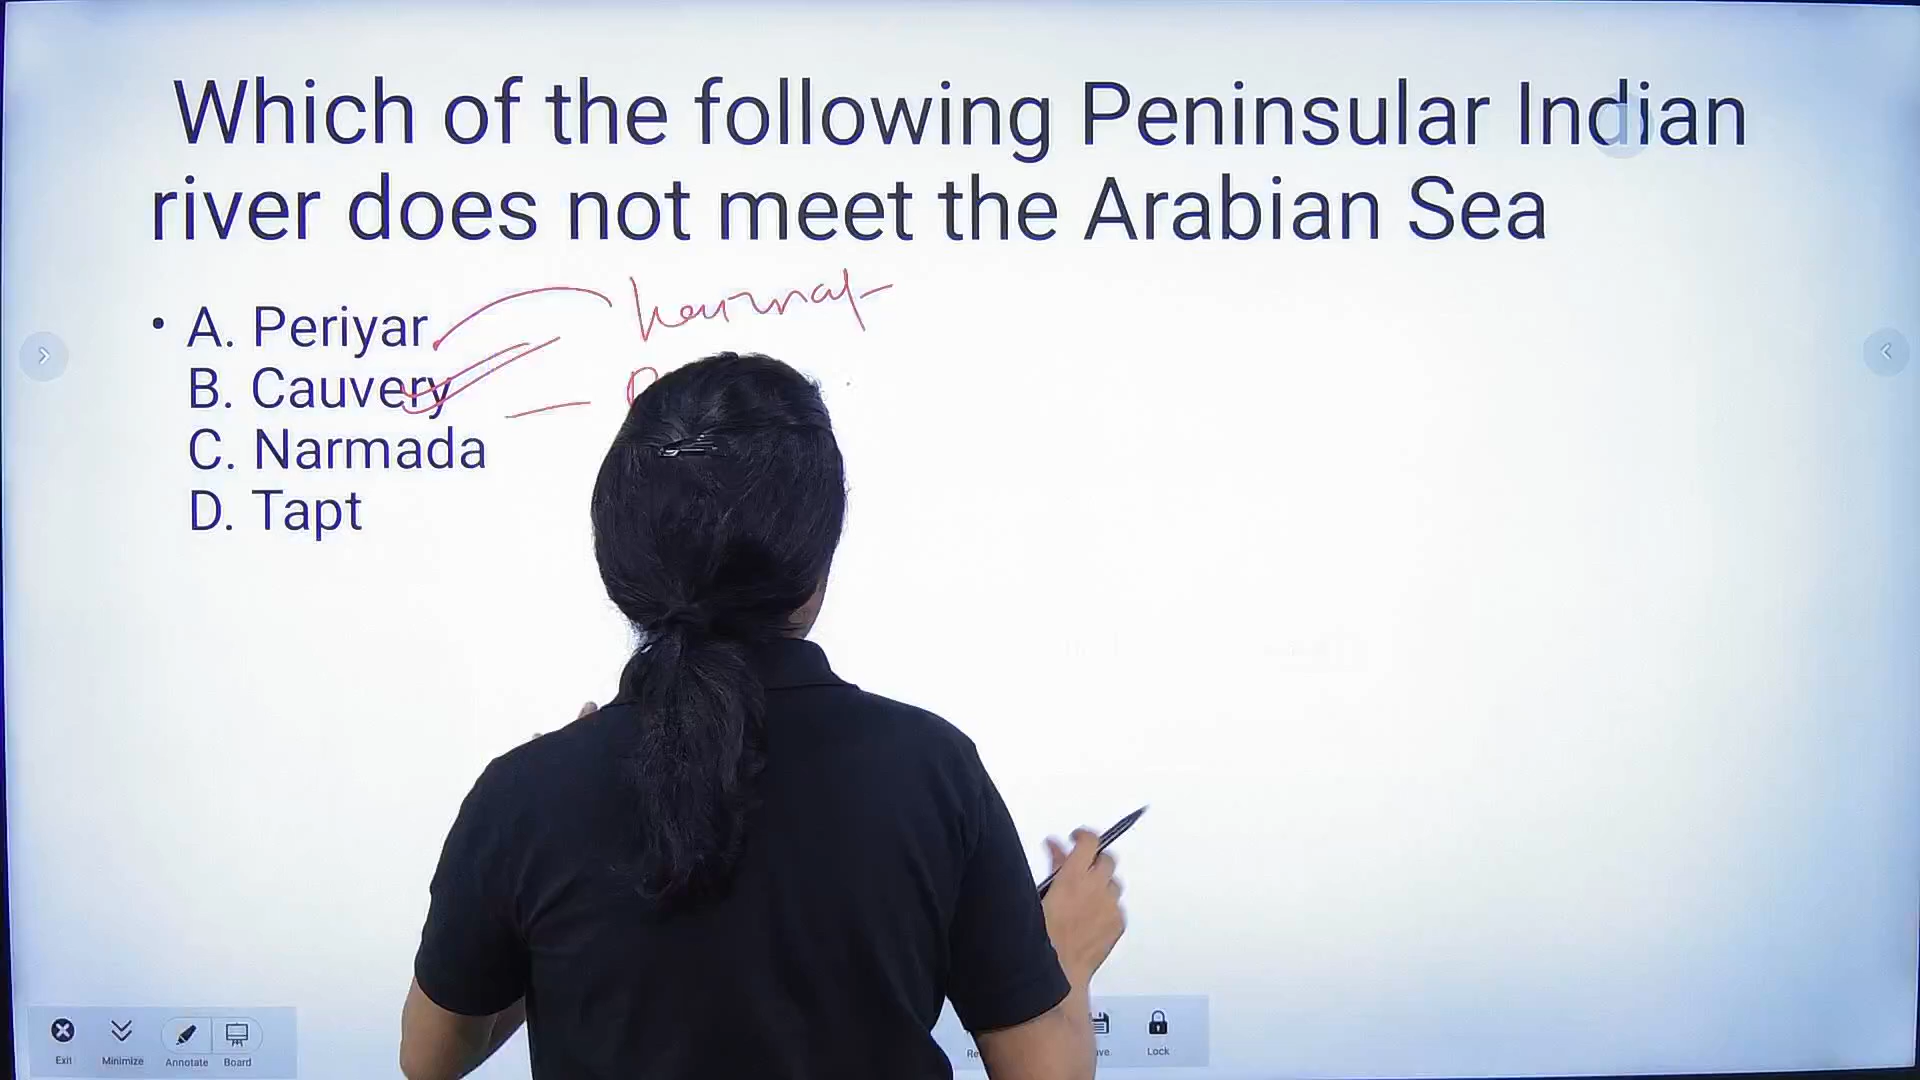 Which of the following Peninsular Indian
river does not meet the Arabian Sea
• A. Periyar
B. Cauvery
C. Narmada
D. Tapt
Exit
Minimize
Annotate
Board
Lock